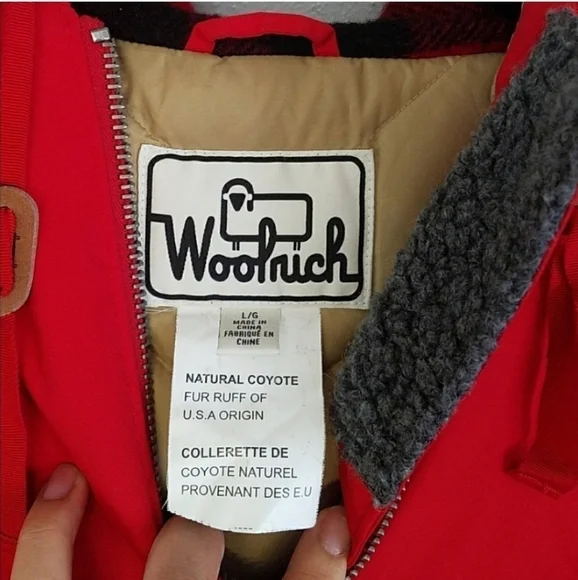 Woolrich
L/G
MADE IN
CHINA
FABRIQUÉ EN
CHINE
NATURAL COYOTE
FUR RUFF OF
U.S.A ORIGIN
COLLERETTE DE
COYOTE NATUREL
PROVENANT DES E.U